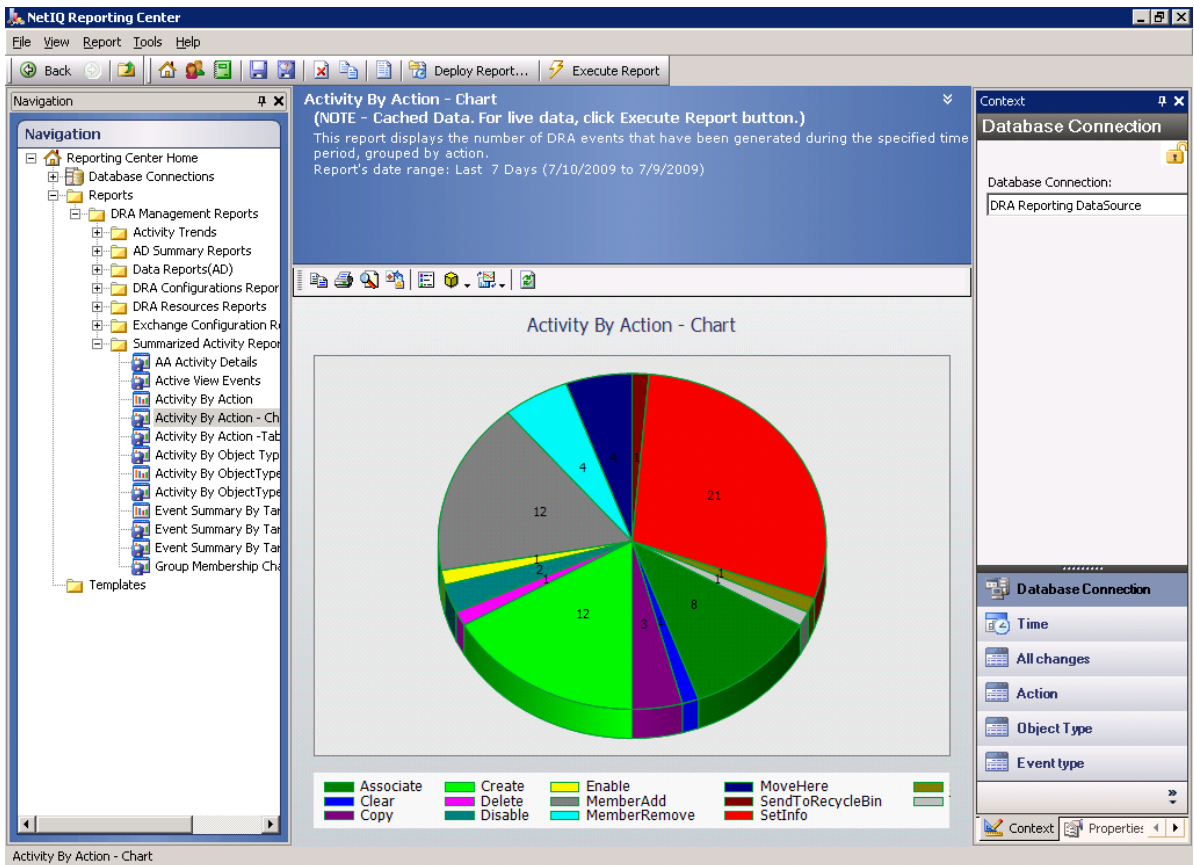 NetIQ Reporting Center
File View Report Tools Help
Back Deploy Report... Execute Report
Navigation
Navigation
Reporting Center Home
Database Connections
Reports
DRA Management Reports
Activity Trends
AD Summary Reports
Data Reports(AD)
DRA Configurations Repor
DRA Resources Reports
Exchange Configuration R
Summarized Activity Repor
AA Activity Details
Active View Events
Activity By Action
Activity By Action - Ch
Activity By Action -Tab
Activity By Object Typ
Activity By ObjectType
Activity By ObjectType
Event Summary By Tar
Event Summary By Tar
Event Summary By Tar
Group Membership Cha
Templates
Activity By Action - Chart
(NOTE - Cached Data. For live data, click Execute Report button.)
This report displays the number of DRA events that have been generated during the specified time
period, grouped by action.
Report's date range: Last 7 Days (7/10/2009 to 7/9/2009)
Activity By Action - Chart
4
4
1
21
12
1
2
1
1
1
8
12
3
Associate Create Enable MoveHere
Clear Delete MemberAdd SendToRecycleBin
Copy Disable MemberRemove SetInfo
Context
Database Connection
Database Connection:
DRA Reporting DataSource
Database Connection
Time
All changes
Action
Object Type
Event type
Context Properties
Activity By Action - Chart